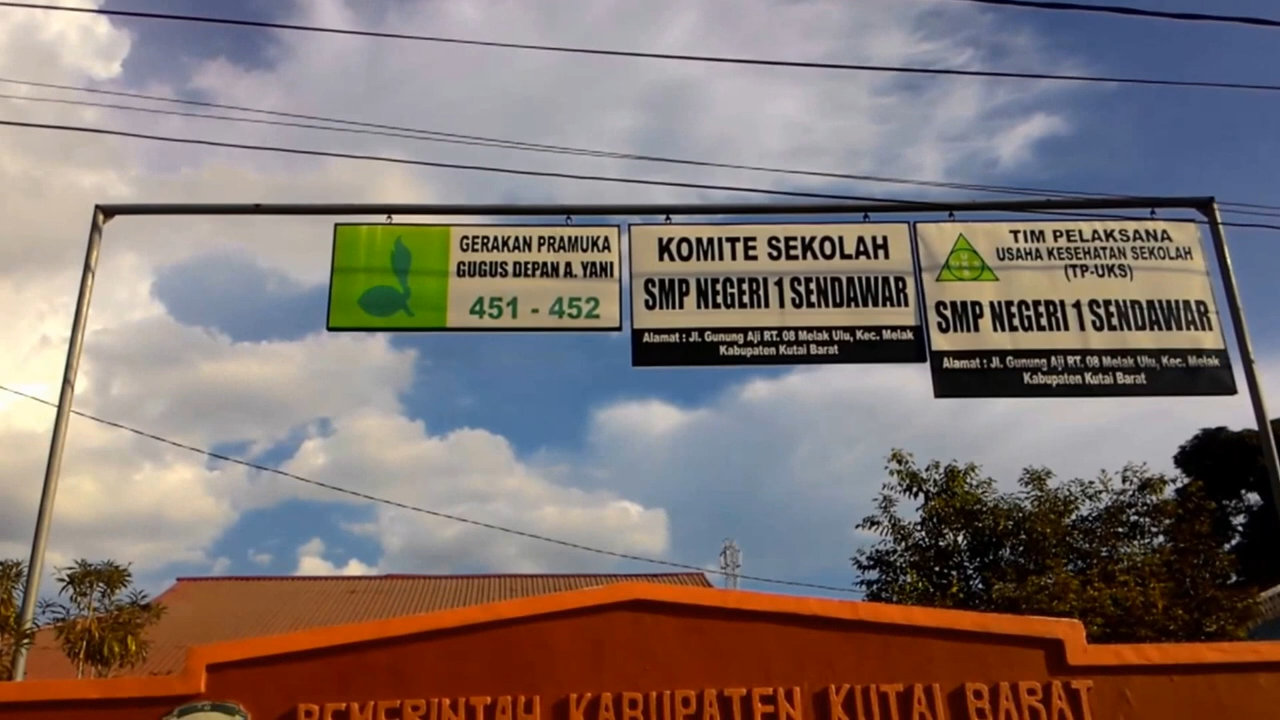 GERAKAN PRAMUKA
GUGUS DEPAN A. YANI
451 - 452
KOMITE SEKOLAH
SMP NEGERI 1 SENDAWAR
Alamat : Jl. Gunung Aji RT. 08 Melak Ulu, Kec. Melak
Kabupaten Kutai Barat
TIM PELAKSANA
USAHA KESEHATAN SEKOLAH
(TP-UKS)
SMP NEGERI 1 SENDAWAR
Alamat : Jl. Gunung Aji RT. 08 Melak Ulu, Kec. Melak
Kabupaten Kutai Barat
PEMERINTAH KABUPATEN KUTAI BARAT